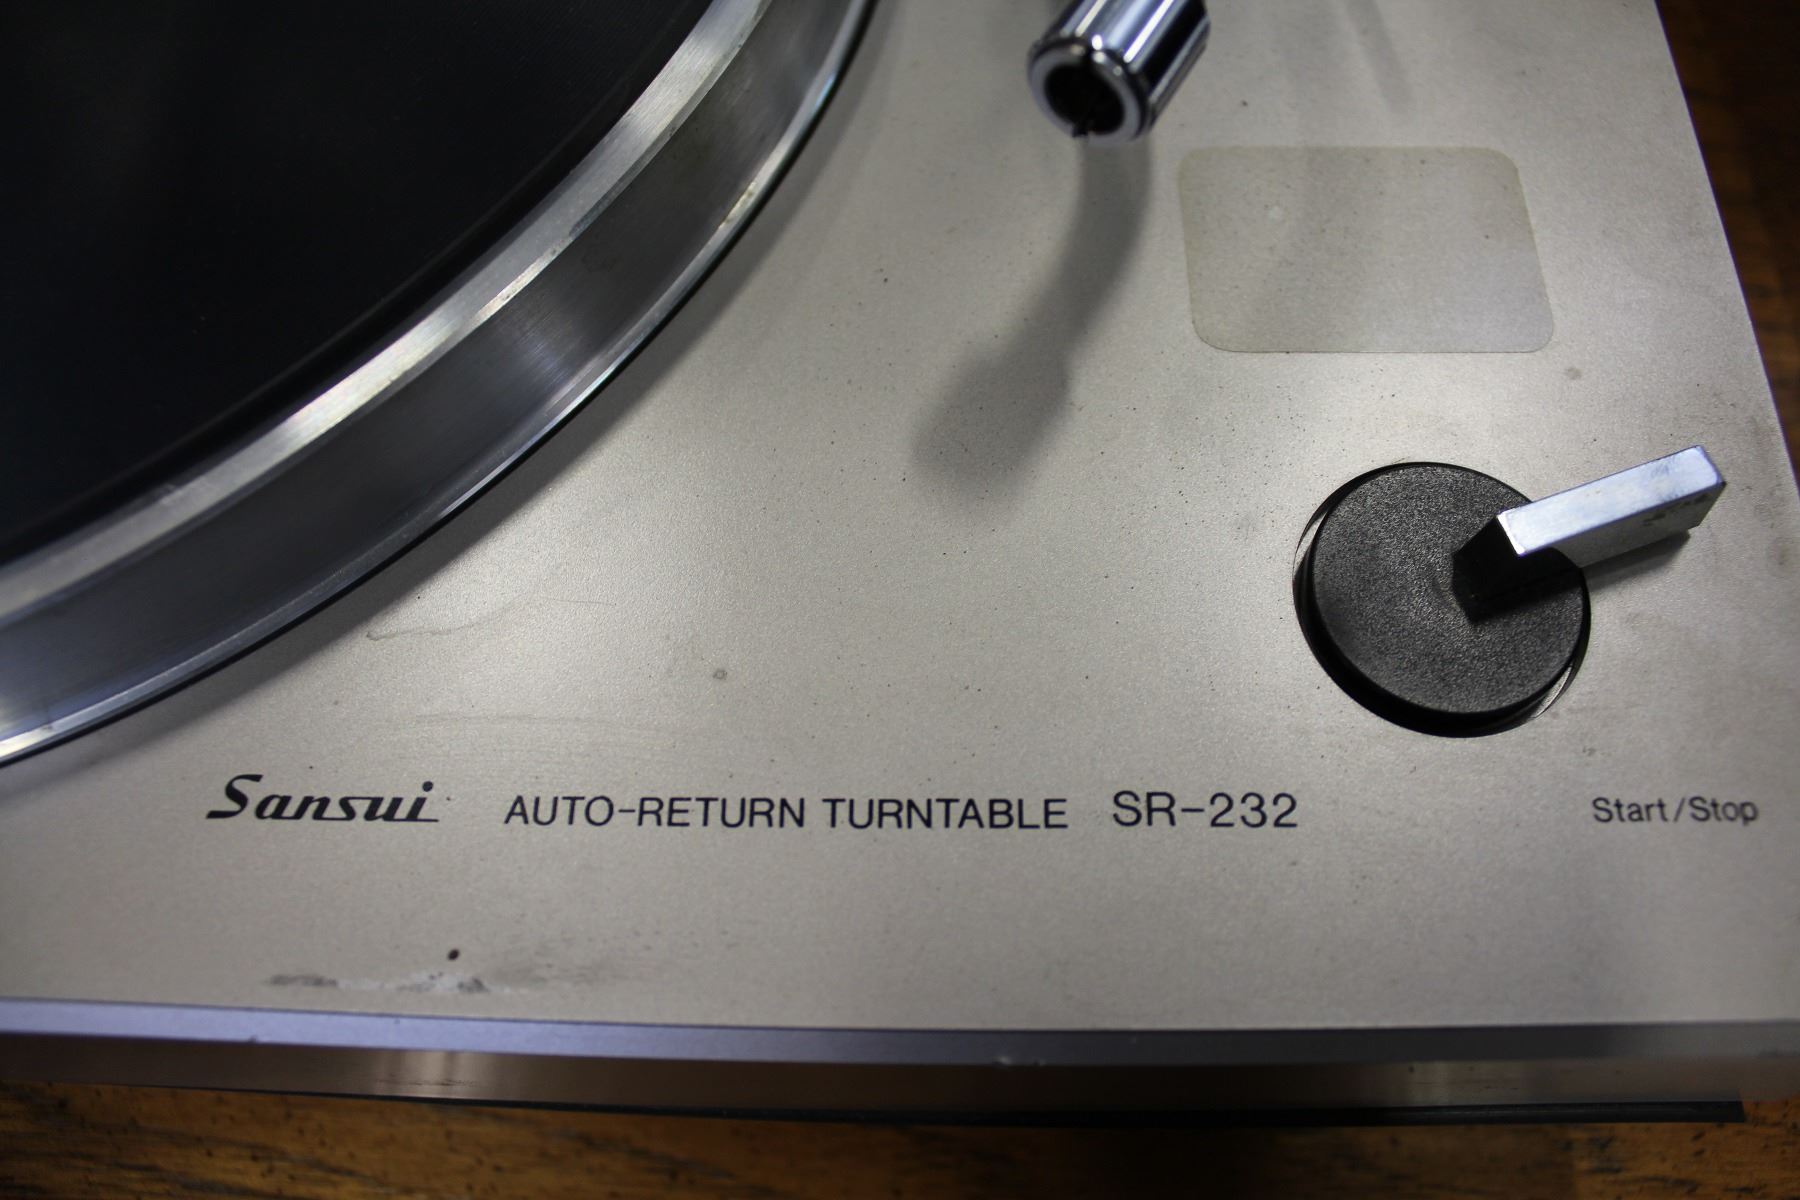 Sansui AUTO-RETURN TURNTABLE SR-232 Start/Stop